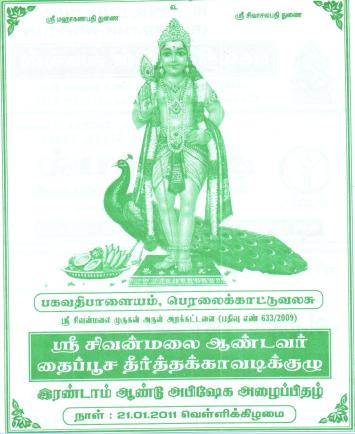 உ
ஸ்ரீ மஹாகணபதி துணை
ஸ்ரீ சிவாசலபதி துணை
பகவதிபாளையம், பெரலைக்காட்டுவலசு
ஸ்ரீ சிவன்மலை முருகன் அருள் அறக்கட்டளை (பதிவு எண் 633/2009)
ஸ்ரீ சிவன்மலை ஆண்டவர்
தைப்பூச தீர்த்தக்காவடிக்குழு
இரண்டாம் ஆண்டு அபிஷேக அழைப்பிதழ்
நாள் : 21.01.2011 வெள்ளிக்கிழமை